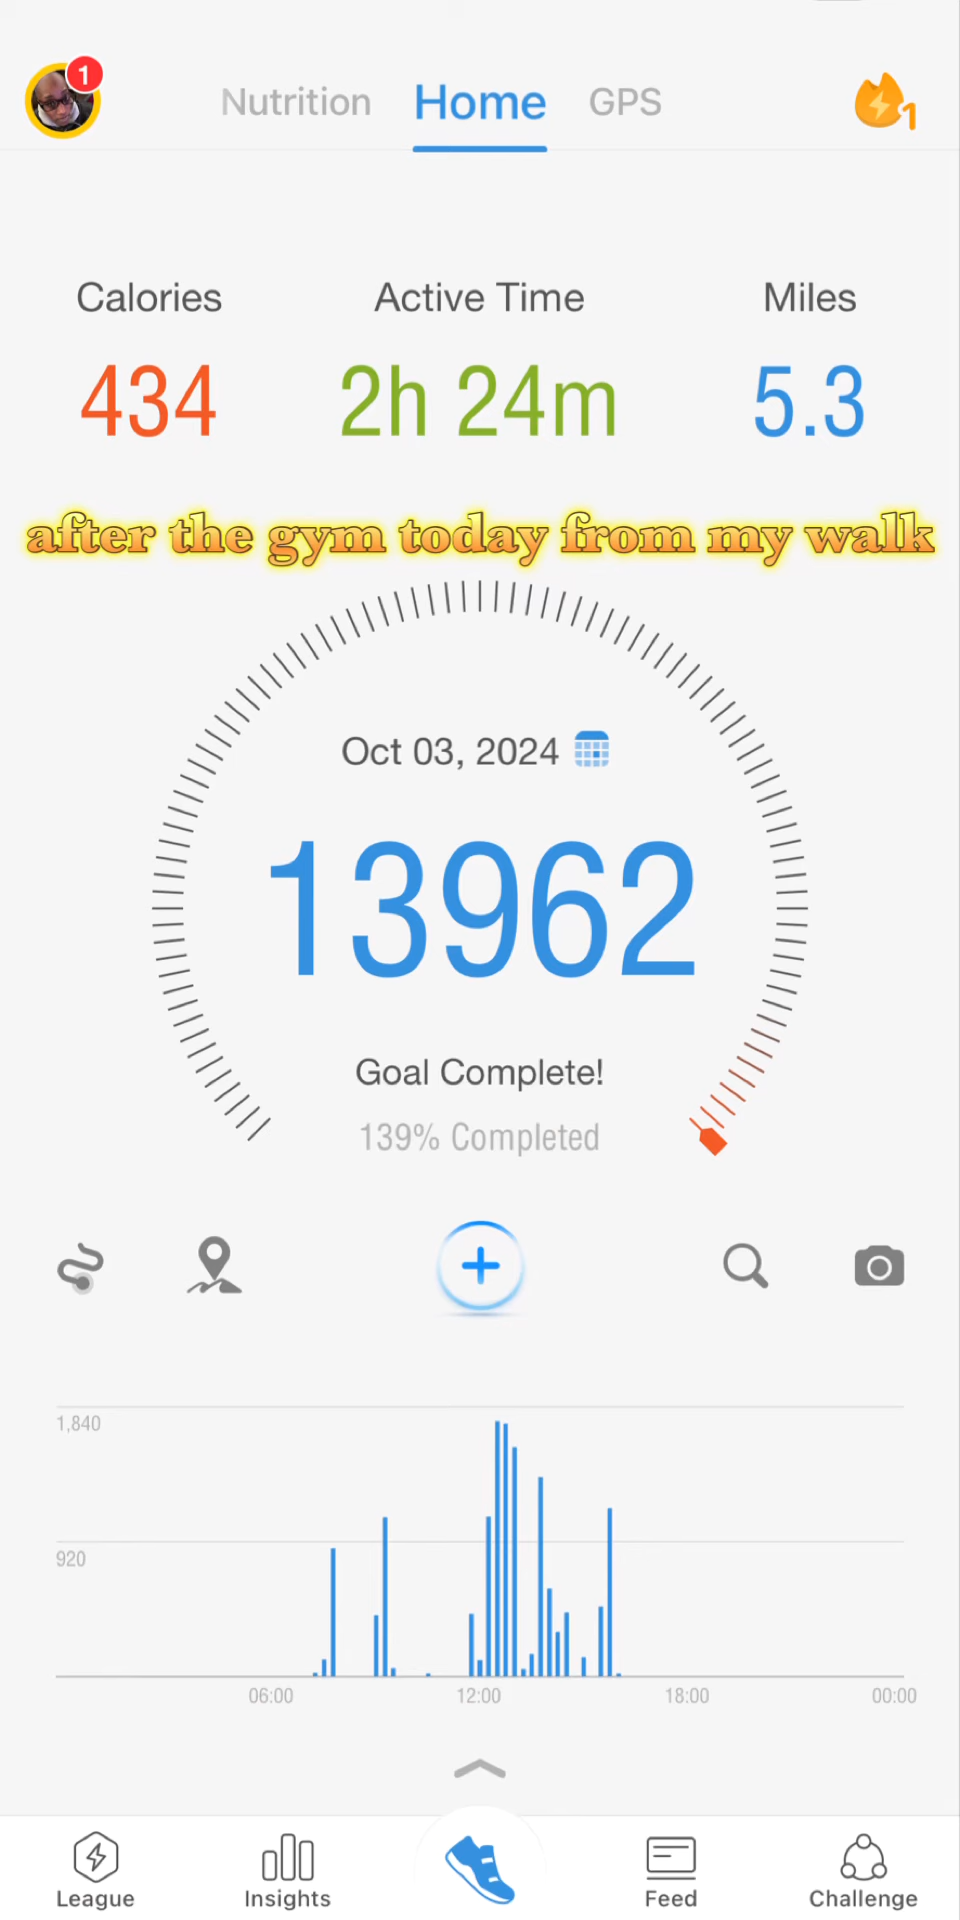 1
Nutrition Home GPS
1
Calories Active Time Miles
434 2h 24m 5.3
after the gym today from my walk
Oct 03, 2024
13962
Goal Complete!
139% Completed
1,840
920
06:00 12:00 18:00 00:00
League Insights Feed Challenge